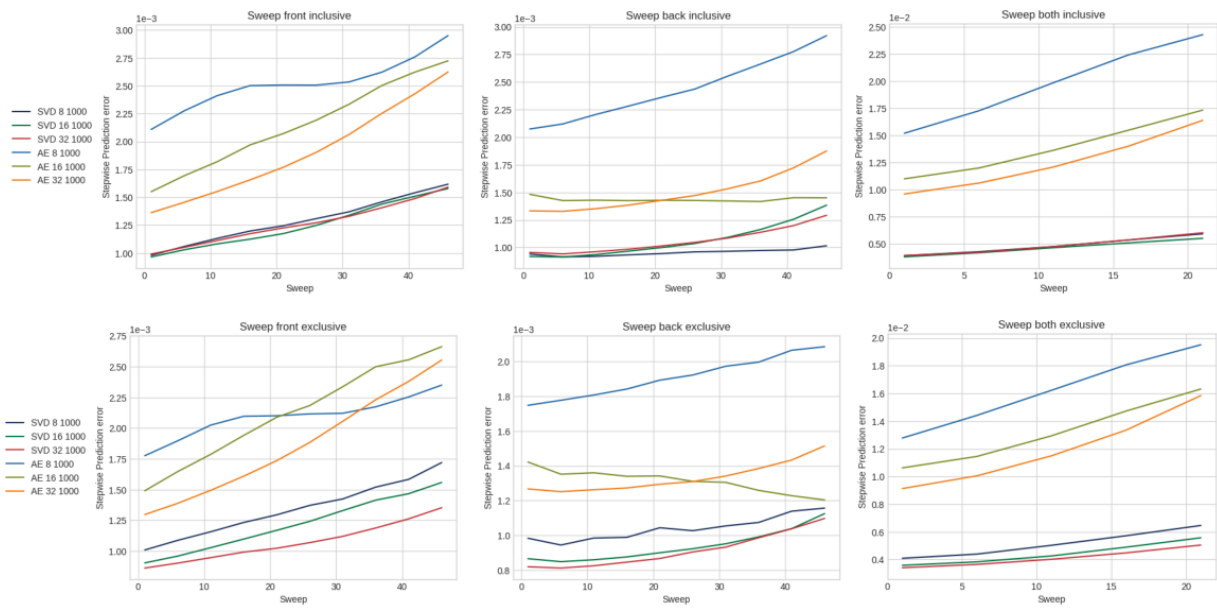 Sweep front inclusive
1e−3
3.00
2.75
2.50
2.25
2.00
1.75
1.50
1.25
1.00
Stepwise Prediction error
0 10 20 30 40
Sweep
SVD 8 1000
SVD 16 1000
SVD 32 1000
AE 8 1000
AE 16 1000
AE 32 1000
Sweep back inclusive
1e−3
3.00
2.75
2.50
2.25
2.00
1.75
1.50
1.25
1.00
Stepwise Prediction error
0 10 20 30 40
Sweep
Sweep both inclusive
1e−2
2.50
2.25
2.00
1.75
1.50
1.25
1.00
0.75
0.50
Stepwise Prediction error
0 5 10 15 20
Sweep
Sweep front exclusive
1e−3
2.75
2.50
2.25
2.00
1.75
1.50
1.25
1.00
Stepwise Prediction error
0 10 20 30 40
Sweep
SVD 8 1000
SVD 16 1000
SVD 32 1000
AE 8 1000
AE 16 1000
AE 32 1000
Sweep back exclusive
1e−3
2.0
1.8
1.6
1.4
1.2
1.0
0.8
Stepwise Prediction error
0 10 20 30 40
Sweep
Sweep both exclusive
1e−2
2.0
1.8
1.6
1.4
1.2
1.0
0.8
0.6
0.4
Stepwise Prediction error
0 5 10 15 20
Sweep